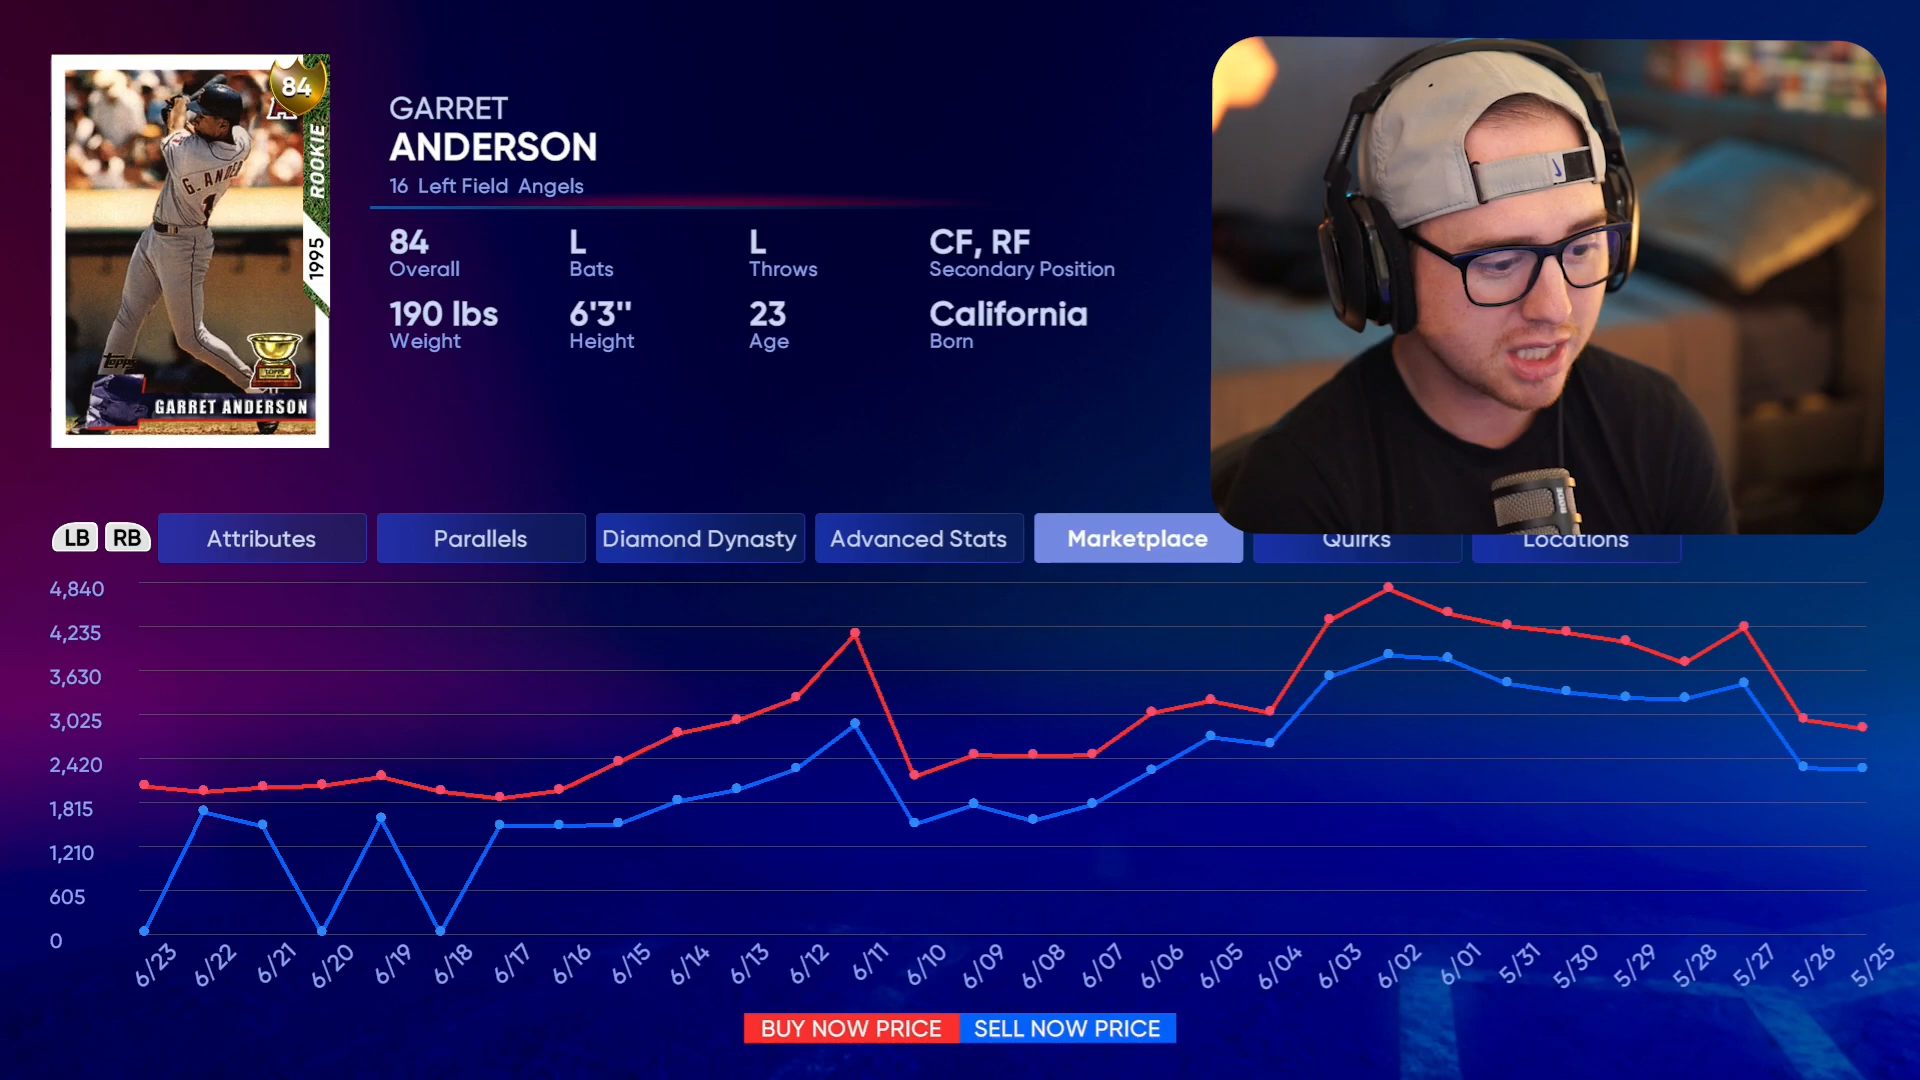 84
ROOKIE
1995
G. ANDE
topps
TOPPS
GARRET ANDERSON
GARRET
ANDERSON
16 Left Field Angels
84 L L CF, RF
Overall Bats Throws Secondary Position
190 lbs 6'3" 23 California
Weight Height Age Born
RODE
LB RB Attributes Parallels Diamond Dynasty Advanced Stats Marketplace Quirks Locations
4,840
4,235
3,630
3,025
2,420
1,815
1,210
605
0
6/23 6/22 6/21 6/20 6/19 6/18 6/17 6/16 6/15 6/14 6/13 6/12 6/11 6/10 6/09 6/08 6/07 6/06 6/05 6/04 6/03 6/02 6/01 5/31 5/30 5/29 5/28 5/27 5/26 5/25
BUY NOW PRICE SELL NOW PRICE